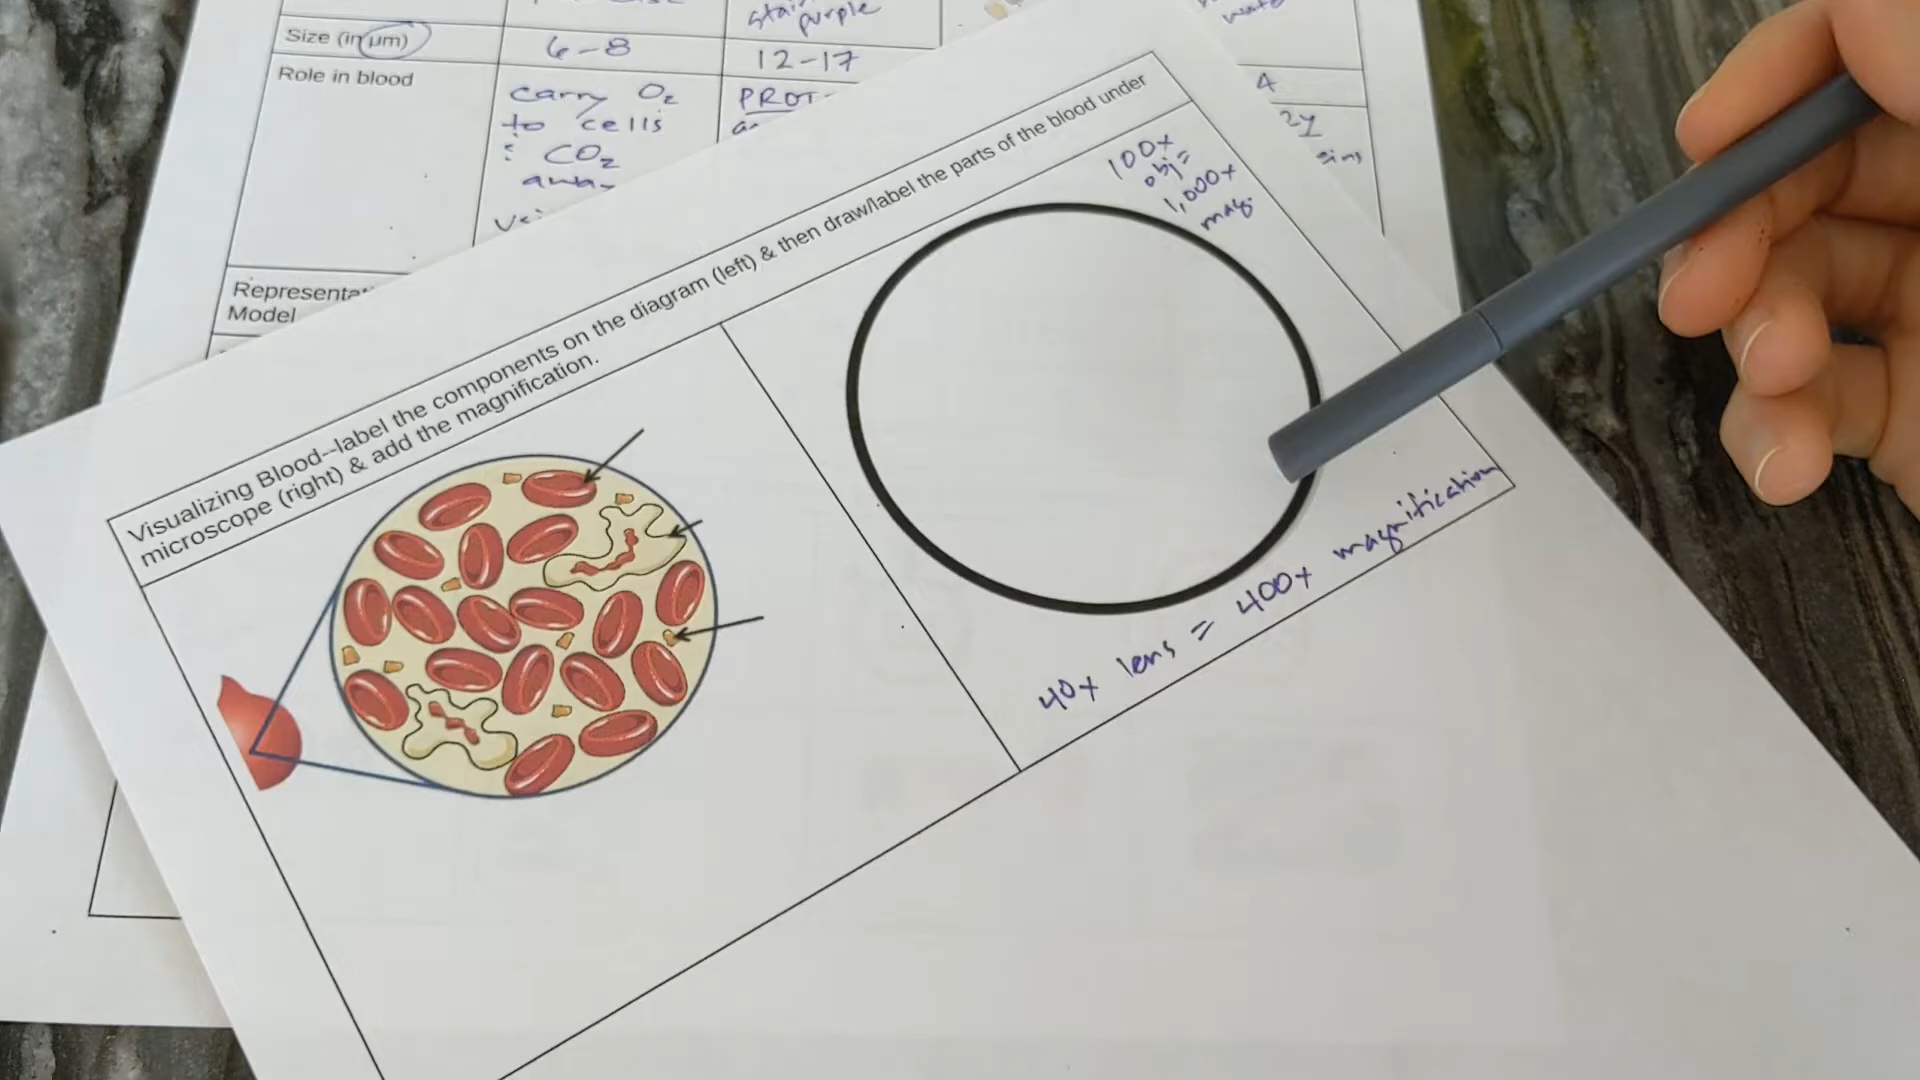 stain
purple
Size (in μm)
6-8
12-17
Role in blood
carry O₂
to cells
CO₂
PROT
4
Model
Visualizing Blood--label the components on the diagram (left) & then draw/label the parts of the blood under
microscope (right) & add the magnification.
100x
obj =
1,000x
mag.
40x lens = 400x magnification